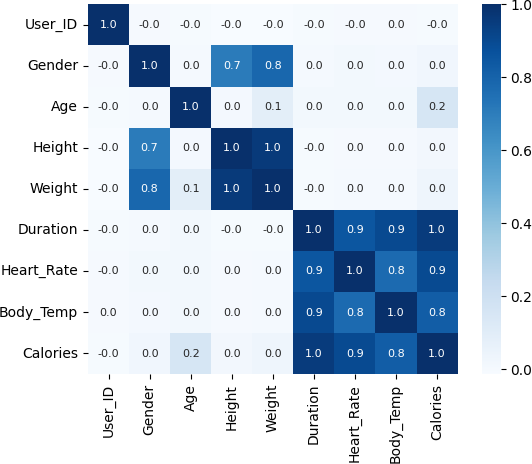 User_ID 1.0 -0.0 -0.0 -0.0 -0.0 -0.0 -0.0 0.0 -0.0
Gender -0.0 1.0 0.0 0.7 0.8 0.0 0.0 0.0 0.0
Age -0.0 0.0 1.0 0.0 0.1 0.0 0.0 0.0 0.2
Height -0.0 0.7 0.0 1.0 1.0 -0.0 0.0 0.0 0.0
Weight -0.0 0.8 0.1 1.0 1.0 -0.0 0.0 0.0 0.0
Duration -0.0 0.0 0.0 -0.0 -0.0 1.0 0.9 0.9 1.0
Heart_Rate -0.0 0.0 0.0 0.0 0.0 0.9 1.0 0.8 0.9
Body_Temp 0.0 0.0 0.0 0.0 0.0 0.9 0.8 1.0 0.8
Calories -0.0 0.0 0.2 0.0 0.0 1.0 0.9 0.8 1.0
User_ID
Gender
Age
Height
Weight
Duration
Heart_Rate
Body_Temp
Calories
1.0
0.8
0.6
0.4
0.2
0.0